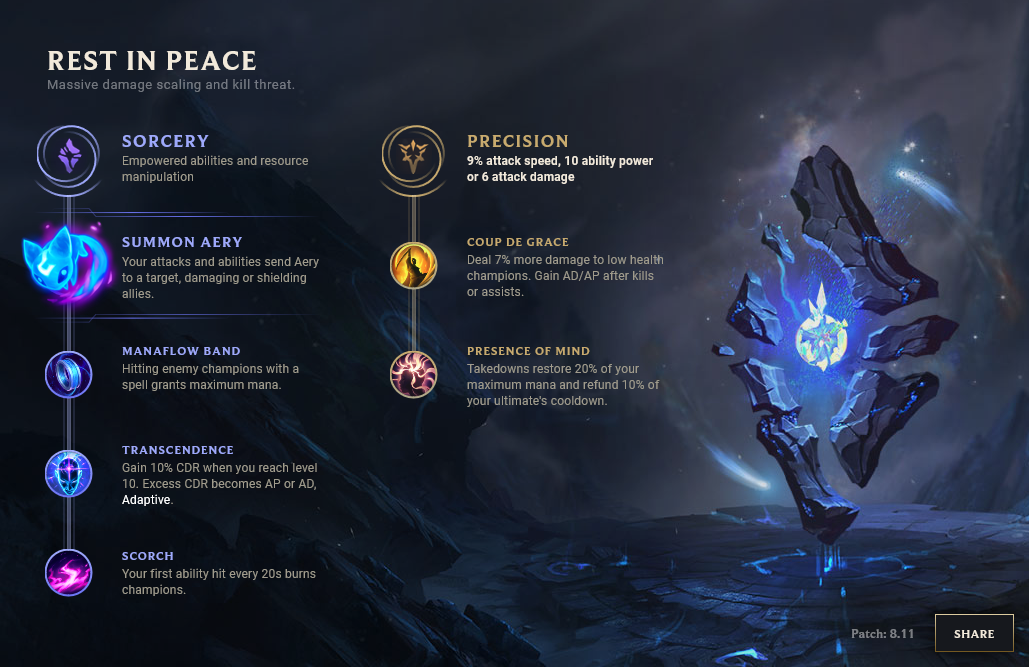 REST IN PEACE
Massive damage scaling and kill threat.
SORCERY
Empowered abilities and resource
manipulation
SUMMON AERY
Your attacks and abilities send Aery
to a target, damaging or shielding
allies.
MANAFLOW BAND
Hitting enemy champions with a
spell grants maximum mana.
TRANSCENDENCE
Gain 10% CDR when you reach level
10. Excess CDR becomes AP or AD,
Adaptive.
SCORCH
Your first ability hit every 20s burns
champions.
PRECISION
9% attack speed, 10 ability power
or 6 attack damage
COUP DE GRACE
Deal 7% more damage to low health
champions. Gain AD/AP after kills
or assists.
PRESENCE OF MIND
Takedowns restore 20% of your
maximum mana and refund 10% of
your ultimate's cooldown.
Patch: 8.11
SHARE